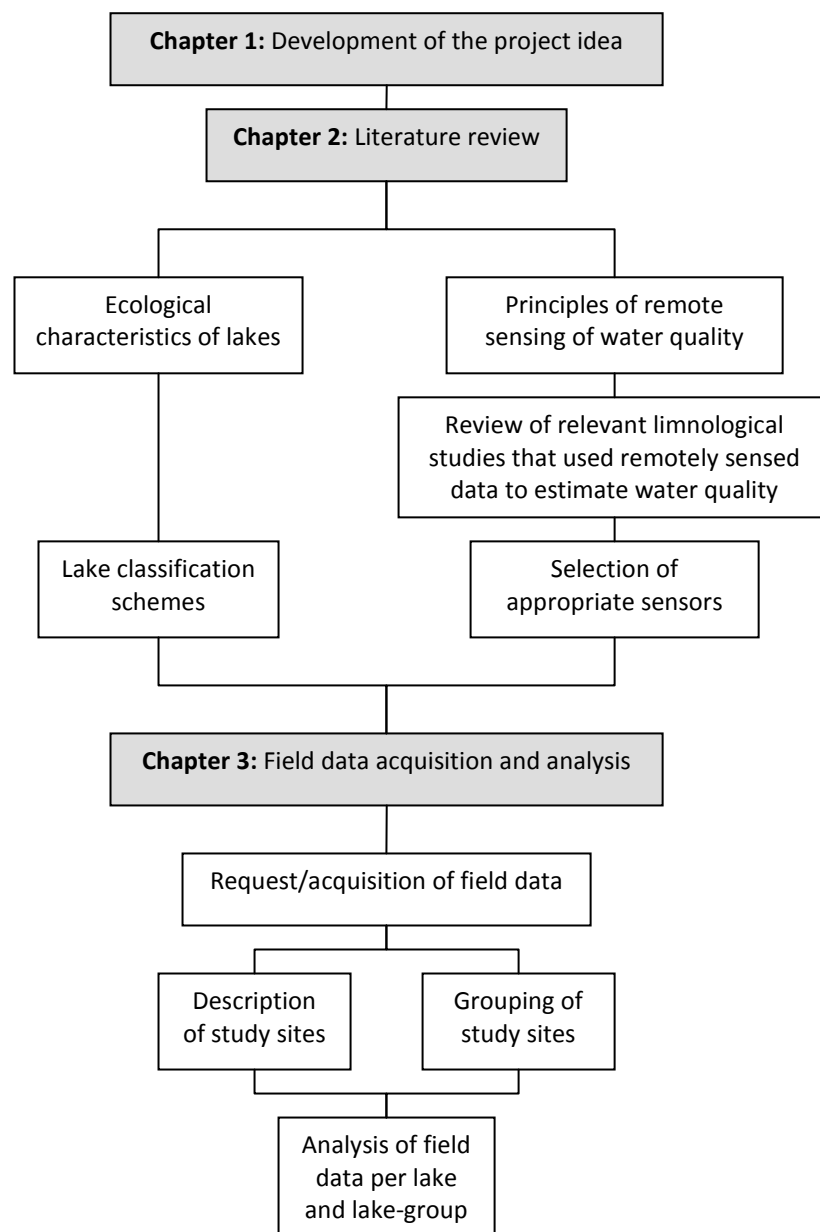 Chapter 1: Development of the project idea
Chapter 2: Literature review
Ecological
characteristics of lakes
Principles of remote
sensing of water quality
Review of relevant limnological
studies that used remotely sensed
data to estimate water quality
Lake classification
schemes
Selection of
appropriate sensors
Chapter 3: Field data acquisition and analysis
Request/acquisition of field data
Description
of study sites
Grouping of
study sites
Analysis of field
data per lake
and lake-group